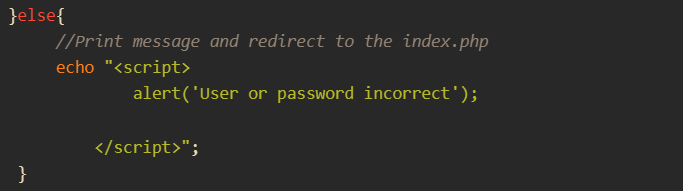 }else{
//Print message and redirect to the index.php
echo "<script>
alert('User or password incorrect');
</script>";
}